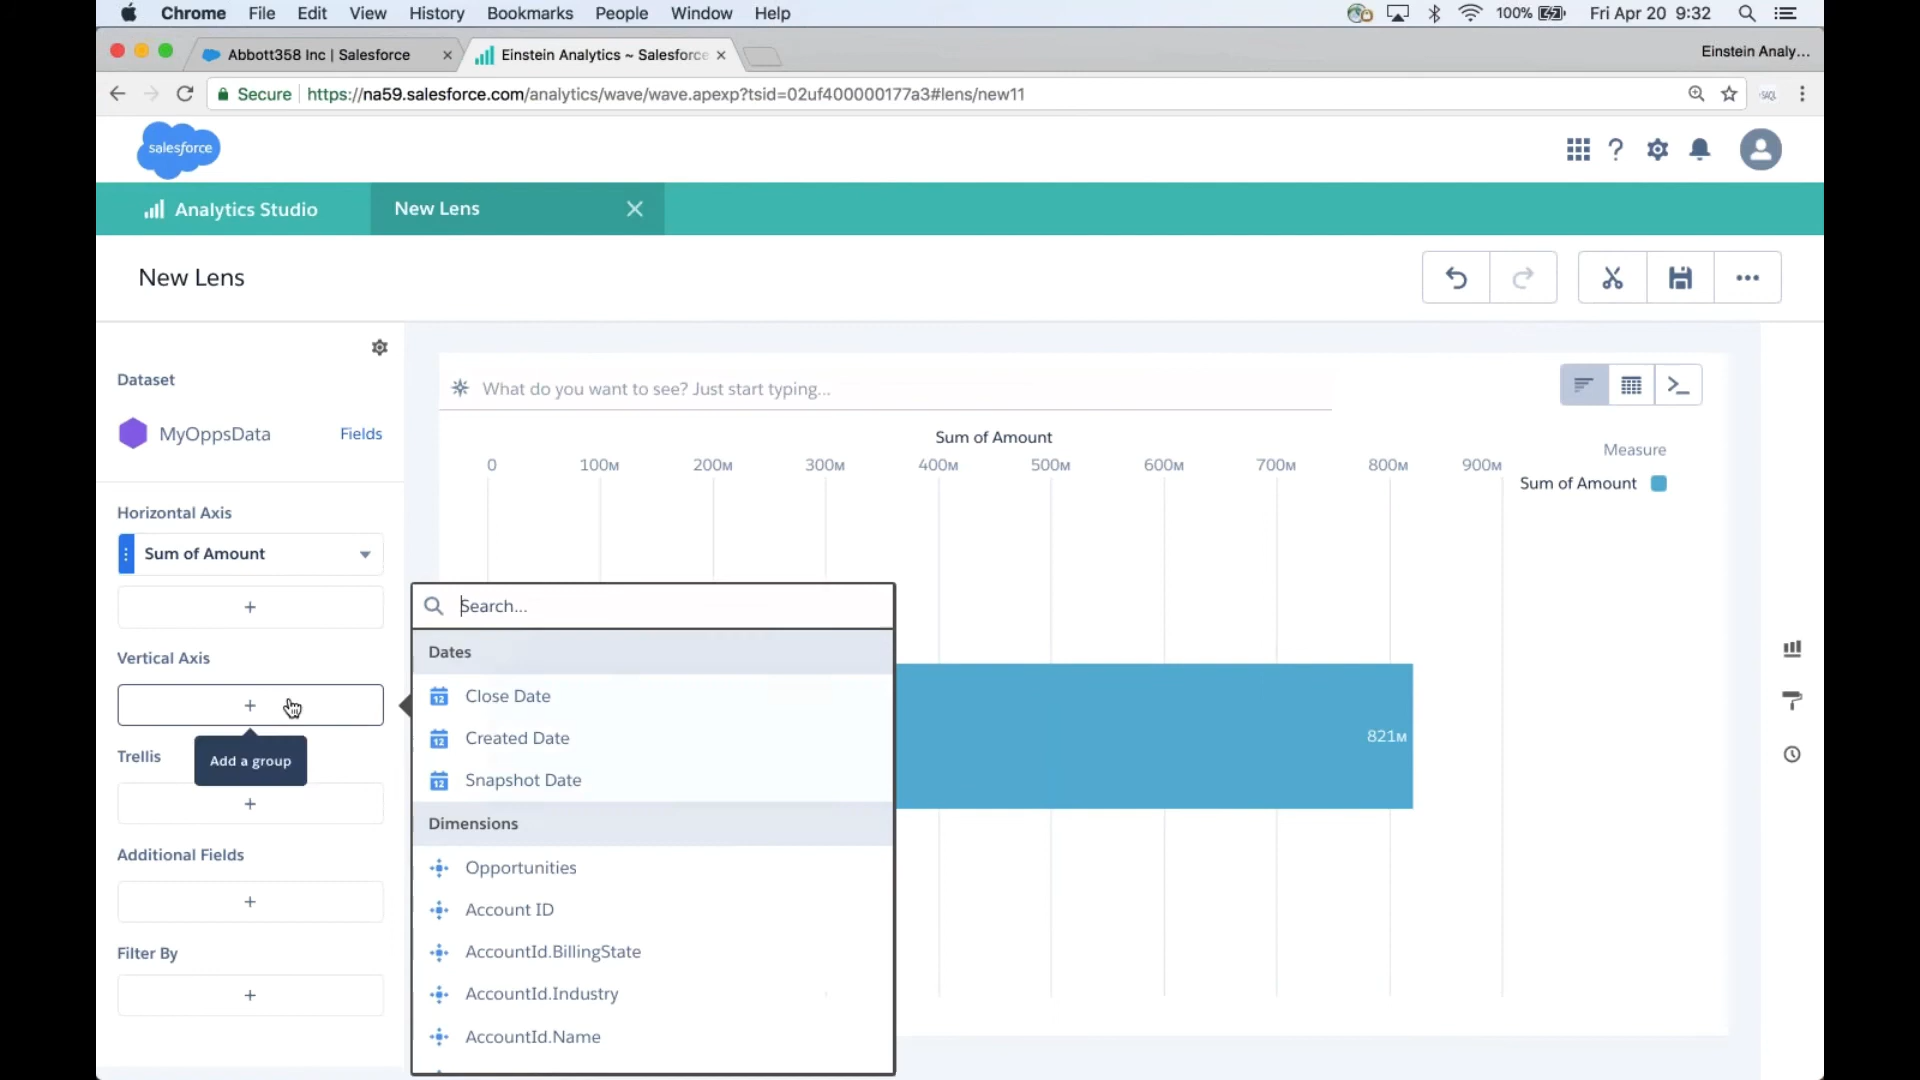 Chrome File Edit View History Bookmarks People Window Help 100% Fri Apr 20 9:32
Abbott358 Inc | Salesforce Einstein Analytics ~ Salesforce Einstein Analy...
Secure https://na59.salesforce.com/analytics/wave/wave.apexp?tsid=02uf400000177a3#lens/new11 SAQL
salesforce
Analytics Studio New Lens
New Lens
Dataset
MyOppsData Fields
What do you want to see? Just start typing...
Sum of Amount
0 100M 200M 300M 400M 500M 600M 700M 800M 900M
Measure
Sum of Amount
Horizontal Axis
Sum of Amount
+
Vertical Axis
+
Add a group
Trellis
+
Additional Fields
+
Filter By
+
Search...
Dates
12 Close Date
12 Created Date
12 Snapshot Date
Dimensions
Opportunities
Account ID
AccountId.BillingState
AccountId.Industry
AccountId.Name
821M